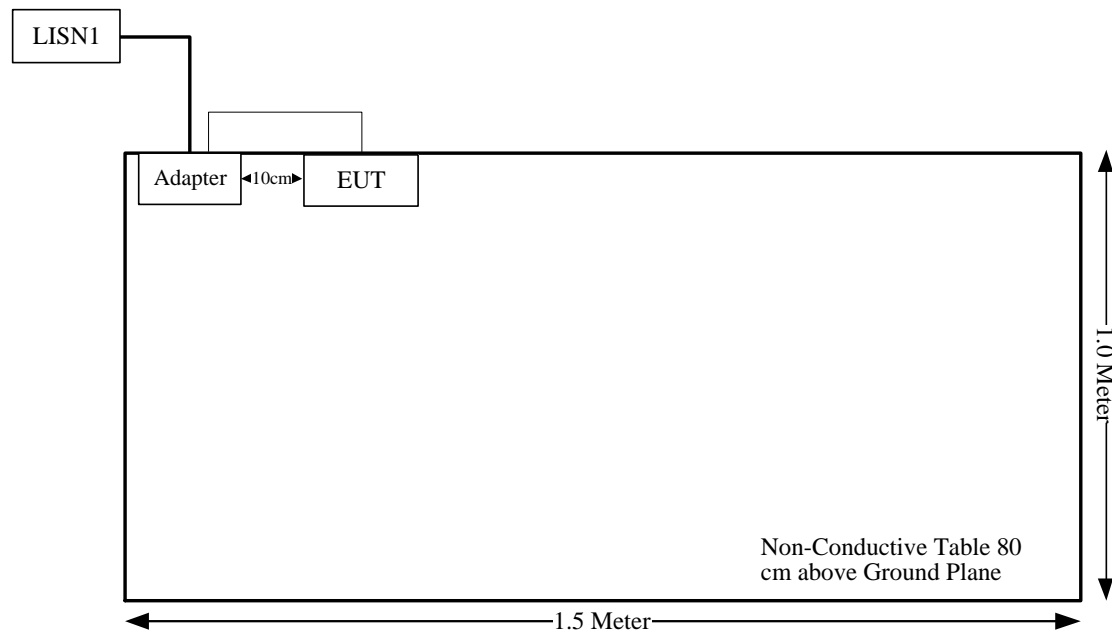 LISN1
Adapter
10cm
EUT
1.0 Meter
Non-Conductive Table 80
cm above Ground Plane
1.5 Meter